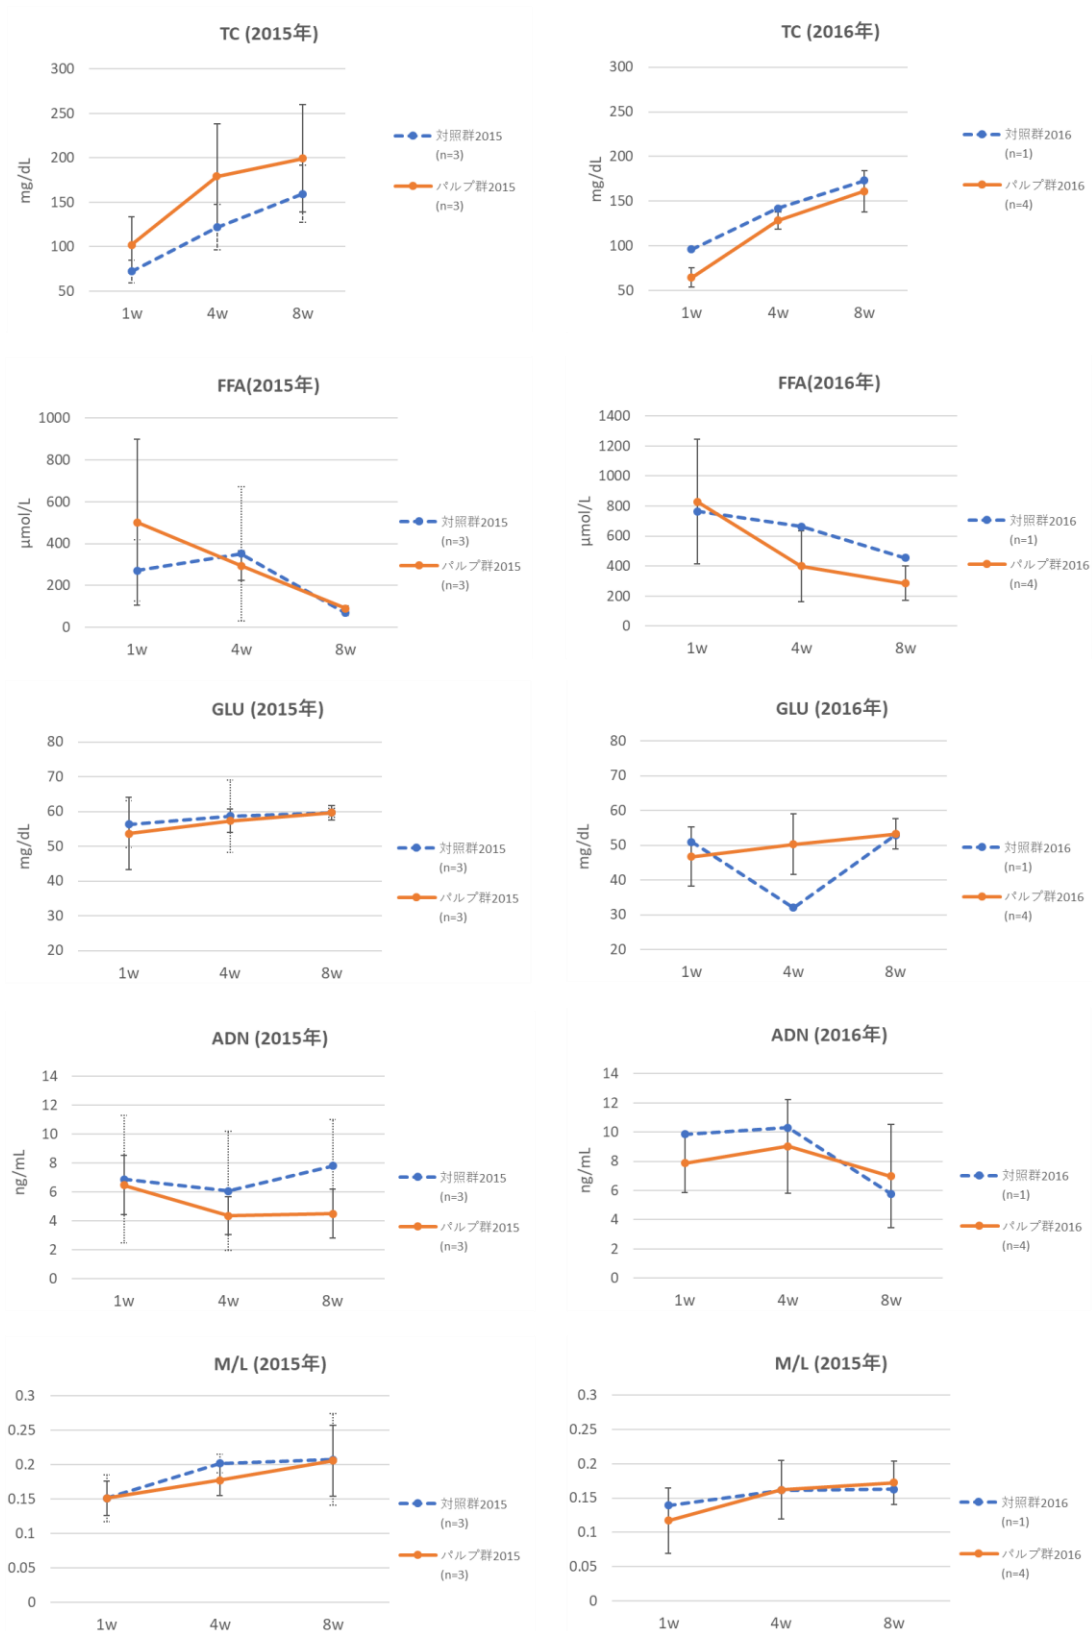 TC (2015年)
300
250
200
150
100
50
mg/dL
1w 4w 8w
対照群2015
(n=3)
パルプ群2015
(n=3)
TC (2016年)
300
250
200
150
100
50
mg/dL
1w 4w 8w
対照群2016
(n=1)
パルプ群2016
(n=4)
FFA(2015年)
1000
800
600
400
200
0
μmol/L
1w 4w 8w
対照群2015
(n=3)
パルプ群2015
(n=3)
FFA(2016年)
1400
1200
1000
800
600
400
200
0
μmol/L
1w 4w 8w
対照群2016
(n=1)
パルプ群2016
(n=4)
GLU (2015年)
80
70
60
50
40
30
20
mg/dL
1w 4w 8w
対照群2015
(n=3)
パルプ群2015
(n=3)
GLU (2016年)
80
70
60
50
40
30
20
mg/dL
1w 4w 8w
対照群2016
(n=1)
パルプ群2016
(n=4)
ADN (2015年)
14
12
10
8
6
4
2
0
ng/mL
1w 4w 8w
対照群2015
(n=3)
パルプ群2015
(n=3)
ADN (2016年)
14
12
10
8
6
4
2
0
ng/mL
1w 4w 8w
対照群2016
(n=1)
パルプ群2016
(n=4)
M/L (2015年)
0.3
0.25
0.2
0.15
0.1
0.05
0
1w 4w 8w
対照群2015
(n=3)
パルプ群2015
(n=3)
M/L (2015年)
0.3
0.25
0.2
0.15
0.1
0.05
0
1w 4w 8w
対照群2016
(n=1)
パルプ群2016
(n=4)